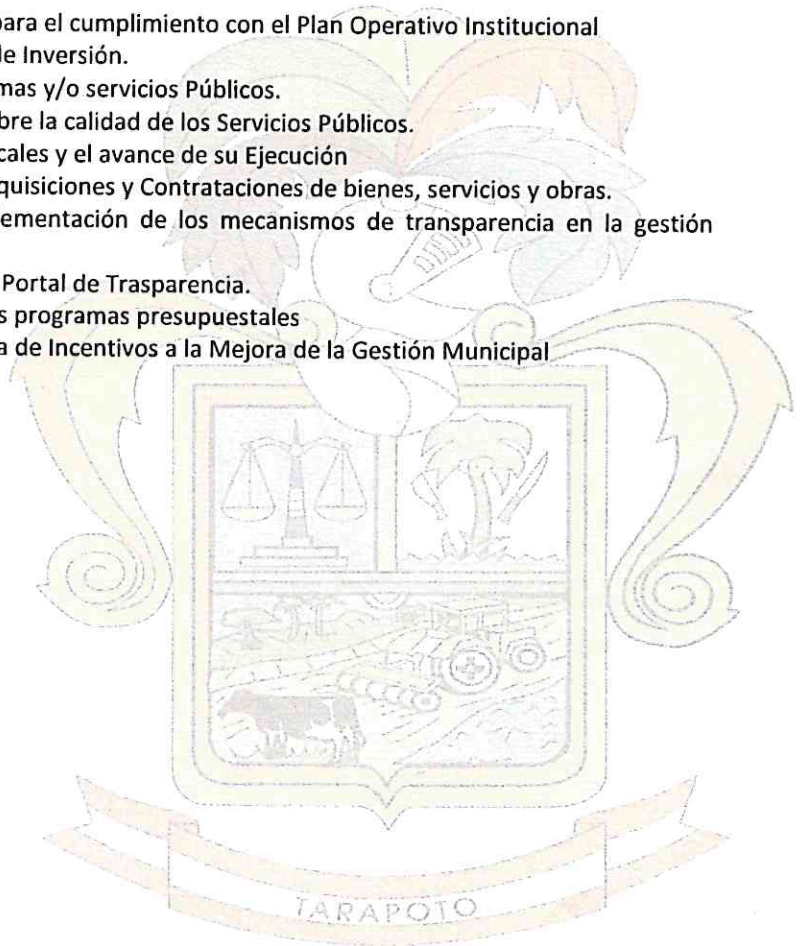 para el cumplimiento con el Plan Operativo Institucional
de Inversión.
mas y/o servicios Públicos.
bre la calidad de los Servicios Públicos.
cales y el avance de su Ejecución
quisiciones y Contrataciones de bienes, servicios y obras.
ementación de los mecanismos de transparencia en la gestión
Portal de Trasparencia.
s programas presupuestales
a de Incentivos a la Mejora de la Gestión Municipal
TARAPOTO